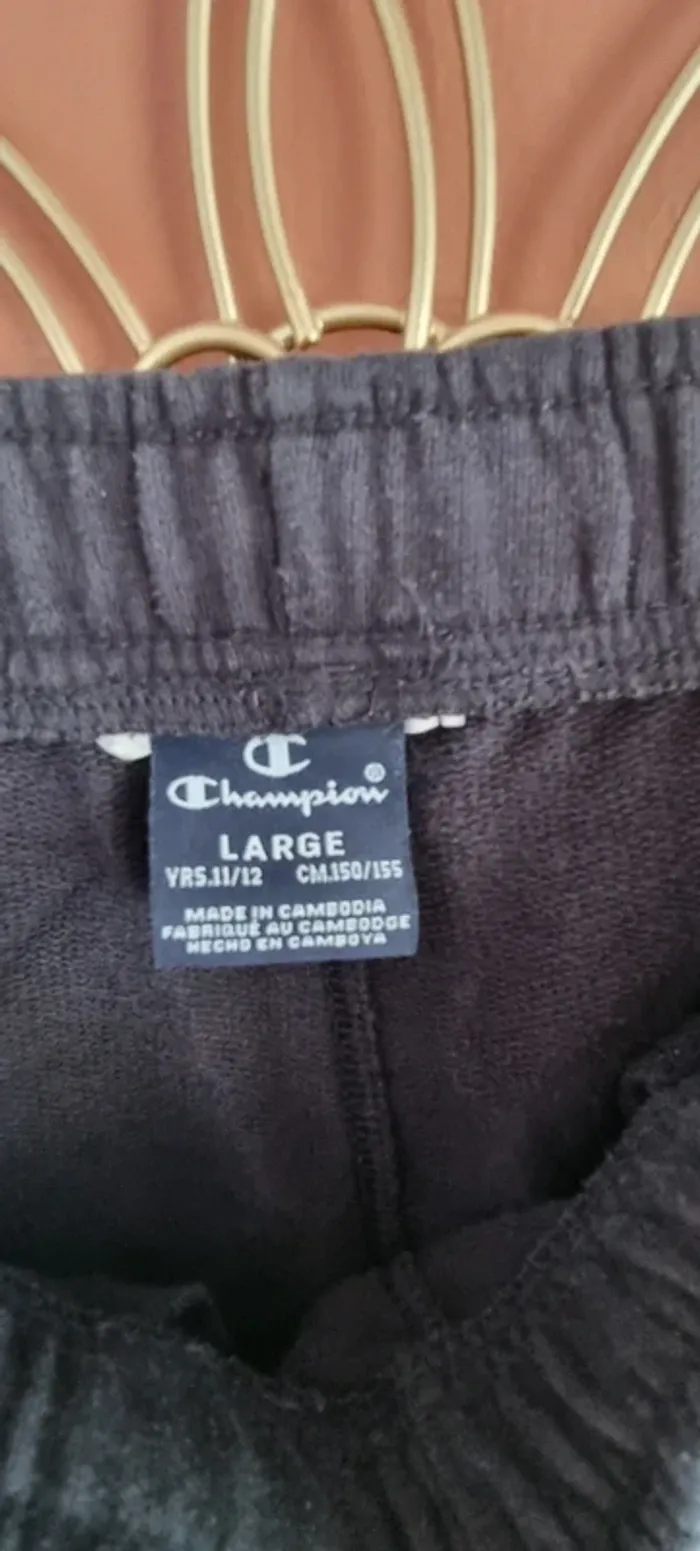 Champion®
LARGE
YRS.11/12 CM.150/155
MADE IN CAMBODIA
FABRIQUÉ AU CAMBODGE
HECHO EN CAMBOYA